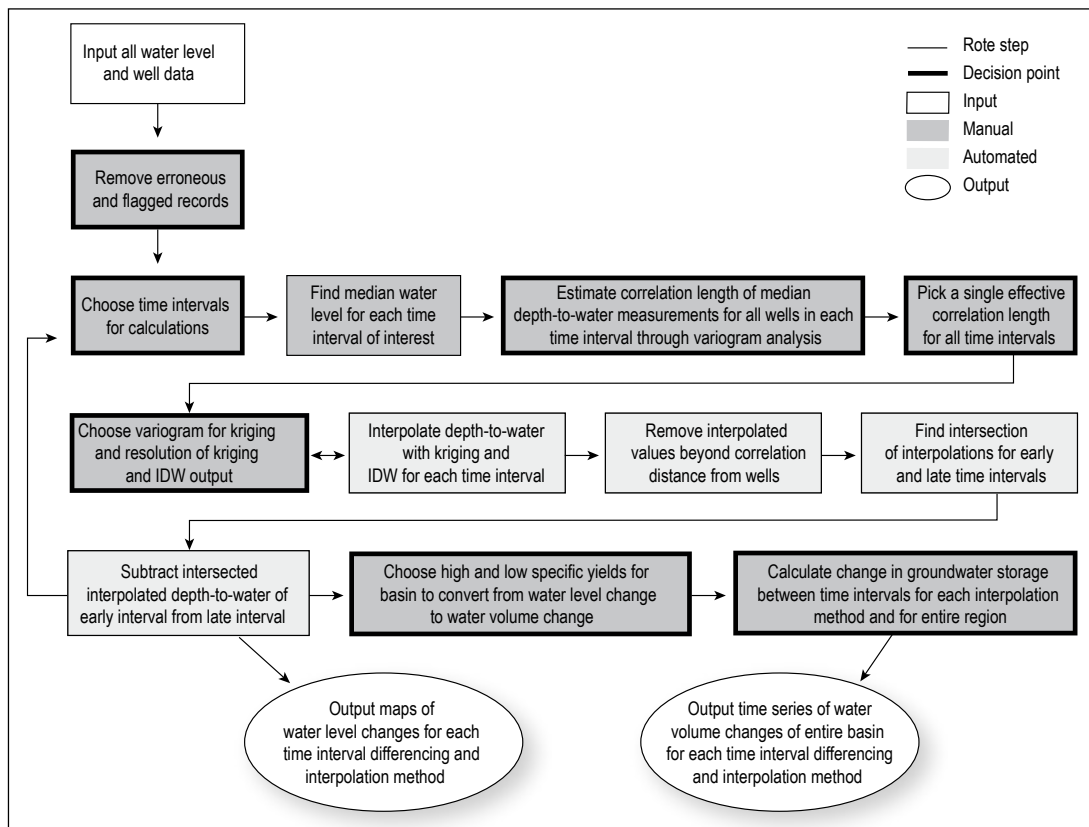 Input all water level
and well data
Rote step
Decision point
Input
Manual
Automated
Output
Remove erroneous
and flagged records
Choose time intervals
for calculations
Find median water
level for each time
interval of interest
Estimate correlation length of median
depth-to-water measurements for all wells in each
time interval through variogram analysis
Pick a single effective
correlation length
for all time intervals
Choose variogram for kriging
and resolution of kriging
and IDW output
Interpolate depth-to-water
with kriging and
IDW for each time interval
Remove interpolated
values beyond correlation
distance from wells
Find intersection
of interpolations for early
and late time intervals
Subtract intersected
interpolated depth-to-water of
early interval from late interval
Choose high and low specific yields for
basin to convert from water level change
to water volume change
Calculate change in groundwater storage
between time intervals for each interpolation
method and for entire region
Output maps of
water level changes for each
time interval differencing and
interpolation method
Output time series of water
volume changes of entire basin
for each time interval differencing
and interpolation method